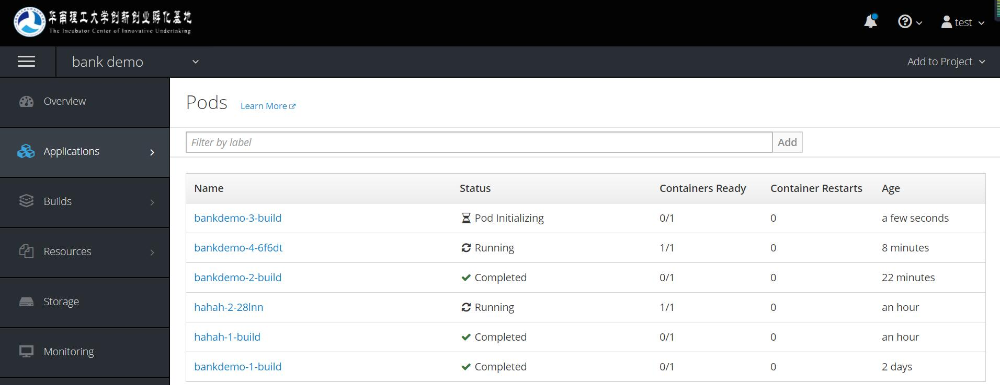 华南理工大学创新创业孵化基地
The Incubator Center of Innovative Undertaking
test
bank demo
Add to Project
Overview
Applications
Builds
Resources
Storage
Monitoring
Pods Learn More
Filter by label Add
Name Status Containers Ready Container Restarts Age
bankdemo-3-build Pod Initializing 0/1 0 a few seconds
bankdemo-4-6f6dt Running 1/1 0 8 minutes
bankdemo-2-build Completed 0/1 0 22 minutes
hahah-2-28lnn Running 1/1 0 an hour
hahah-1-build Completed 0/1 0 an hour
bankdemo-1-build Completed 0/1 0 2 days